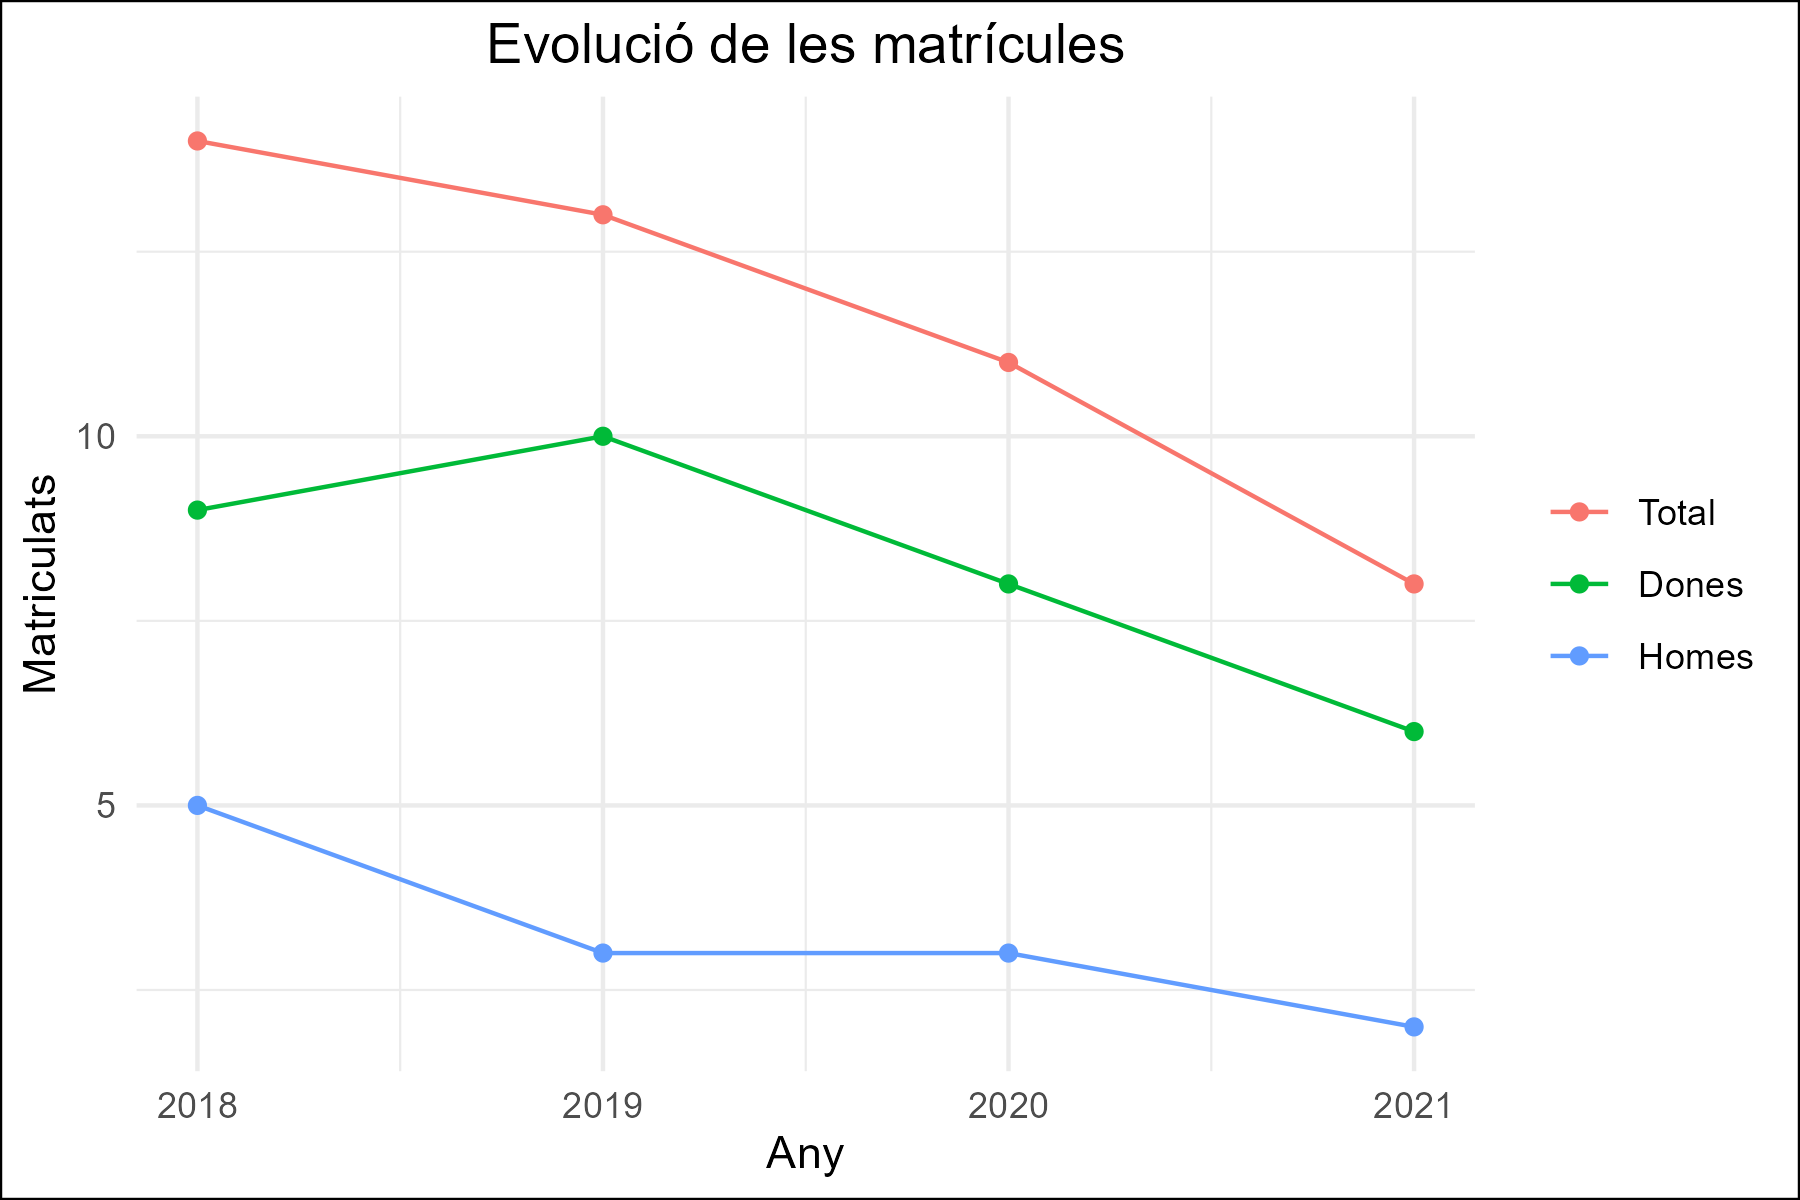 Evolució de les matrícules
Matriculats
10
5
2018
2019
2020
2021
Any
Total
Dones
Homes